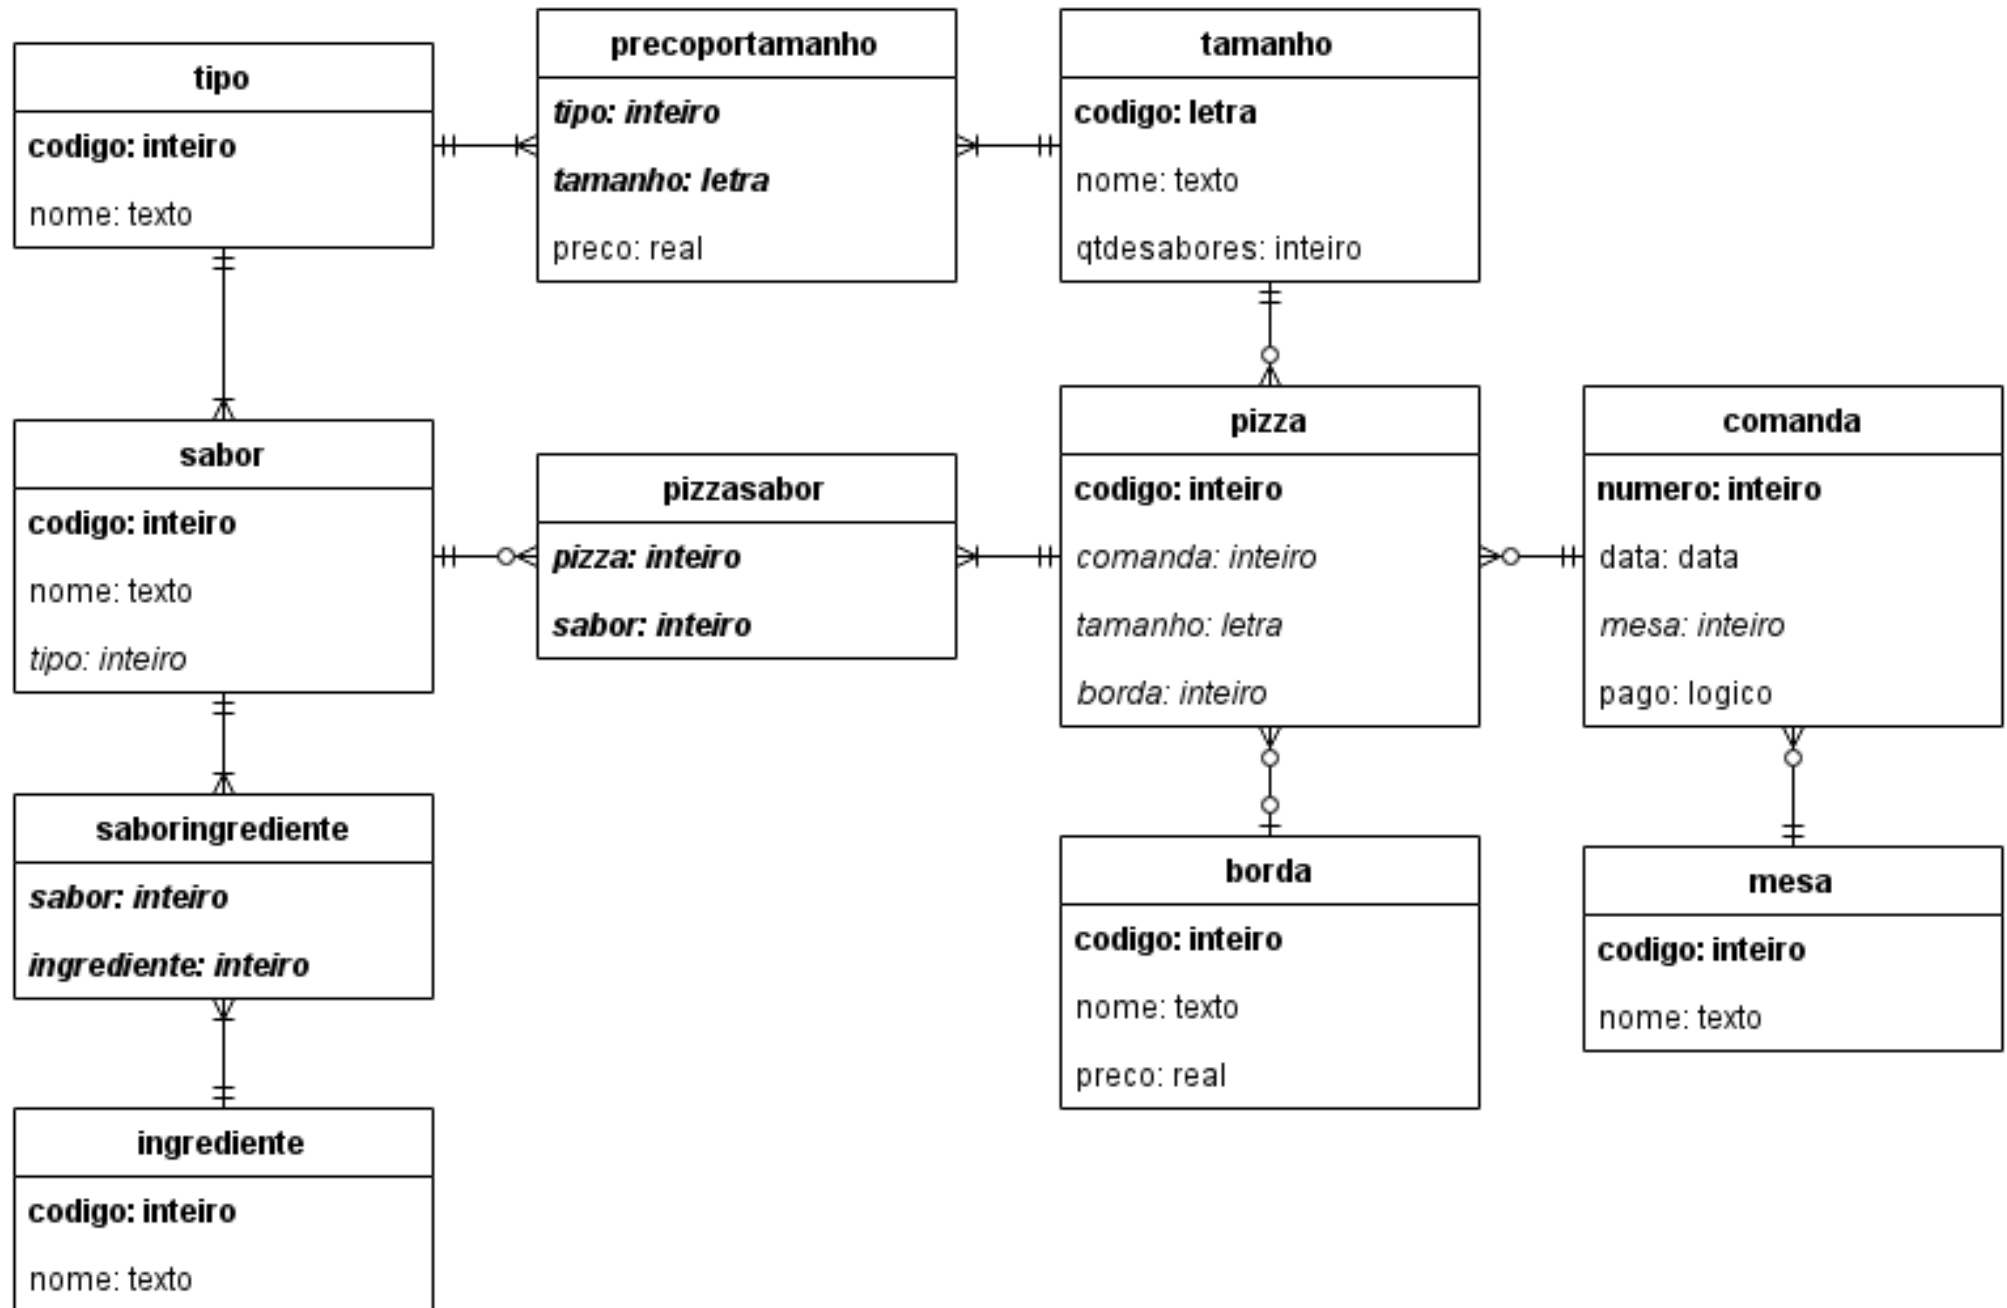 tipo
codigo: inteiro
nome: texto
precoportamanho
tipo: inteiro
tamanho: letra
preco: real
tamanho
codigo: letra
nome: texto
qtdesabores: inteiro
sabor
codigo: inteiro
nome: texto
tipo: inteiro
pizzasabor
pizza: inteiro
sabor: inteiro
pizza
codigo: inteiro
comanda: inteiro
tamanho: letra
borda: inteiro
comanda
numero: inteiro
data: data
mesa: inteiro
pago: logico
saboringrediente
sabor: inteiro
ingrediente: inteiro
borda
codigo: inteiro
nome: texto
preco: real
mesa
codigo: inteiro
nome: texto
ingrediente
codigo: inteiro
nome: texto